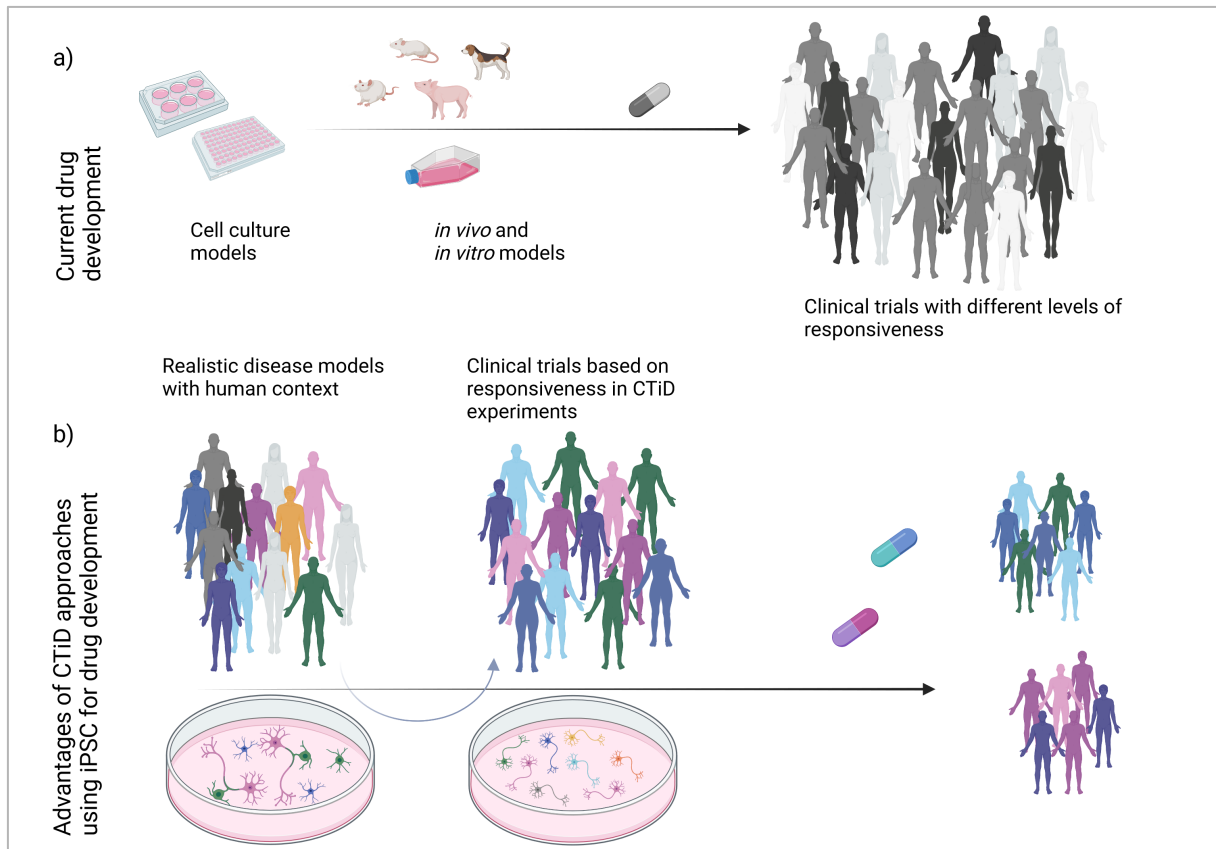 a)
Current drug
development
Cell culture
models
in vivo and
in vitro models
Clinical trials with different levels of
responsiveness
Realistic disease models
with human context
Clinical trials based on
responsiveness in CTiD
experiments
b)
Advantages of CTiD approaches
using iPSC for drug development